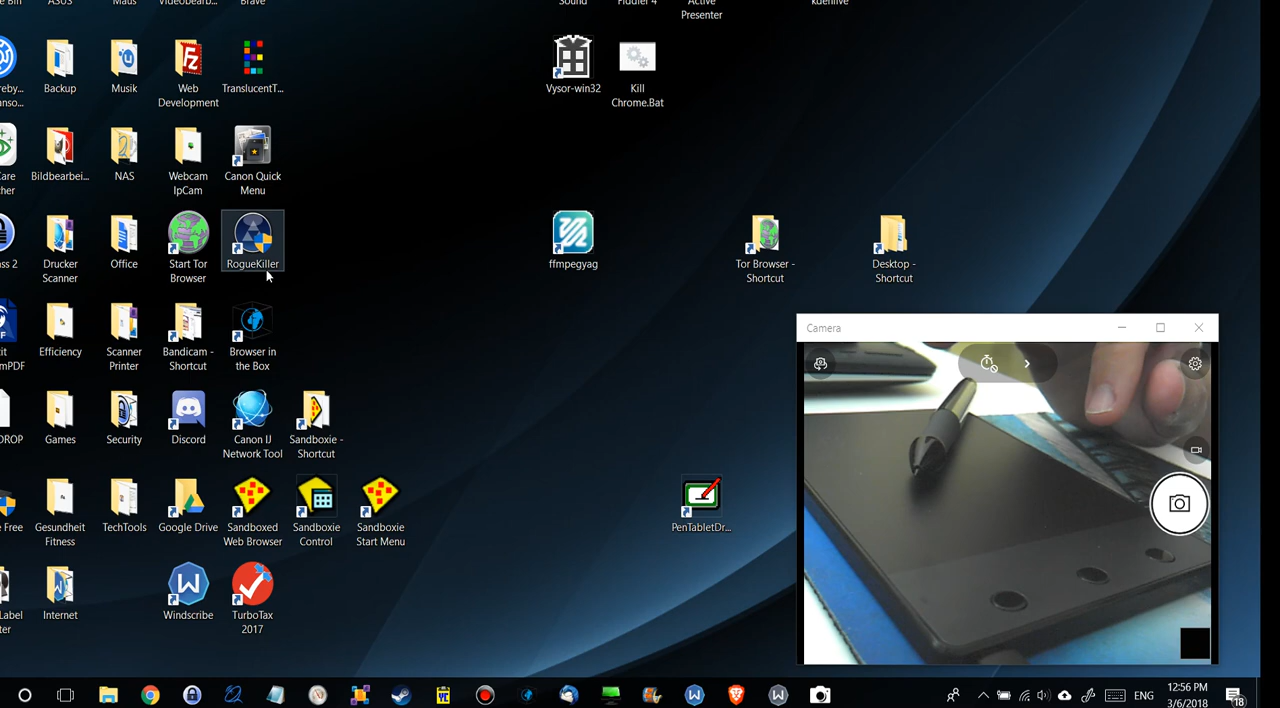 ASUS
Maus
Brave
Sound
Fiddler 4
Active
Presenter
kdenlive
Backup
Musik
Web
Development
TranslucentT...
Vysor-win32
Kill
Chrome.Bat
Bildbearbei...
NAS
Webcam
IpCam
Canon Quick
Menu
Drucker
Scanner
Office
Start Tor
Browser
RogueKiller
ffmpegyag
Tor Browser -
Shortcut
Desktop -
Shortcut
Efficiency
Scanner
Printer
Bandicam -
Shortcut
Browser in
the Box
Camera
Games
Security
Discord
Canon IJ
Network Tool
Sandboxie -
Shortcut
Gesundheit
Fitness
TechTools
Google Drive
Sandboxed
Web Browser
Sandboxie
Control
Sandboxie
Start Menu
PenTabletDr...
Internet
Windscribe
TurboTax
2017
ENG
12:56 PM
3/6/2018
18